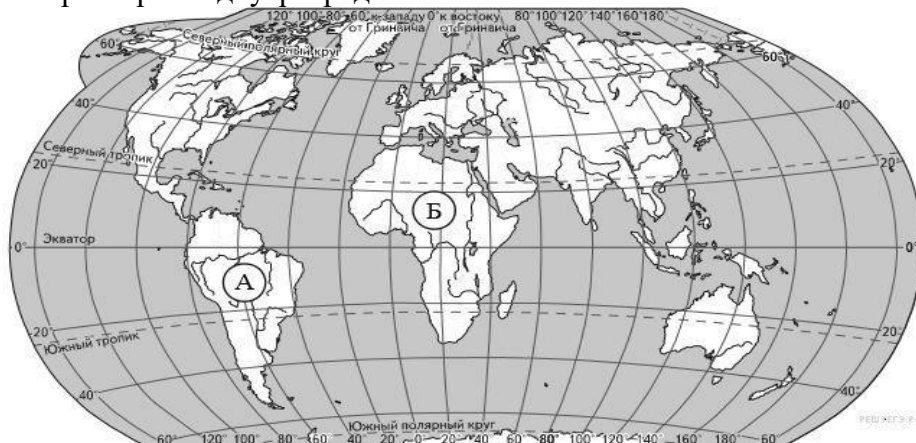 120° 100° 80° 60° к западу 0° к востоку 80° 100° 120° 140° 160° 180°
от Гринвича от Гринвича
Северный полярный круг
60° 60°
40° 40°
Северный тропик
20° 20°
Б
Экватор
0° 0°
А
20° 20°
Южный тропик
40° 40°
Южный полярный круг
60° 120° 100° 80° 60° 40° 20° 0° 20° 40° 60° 80° 100° 120° 140° 160° 180° 60°